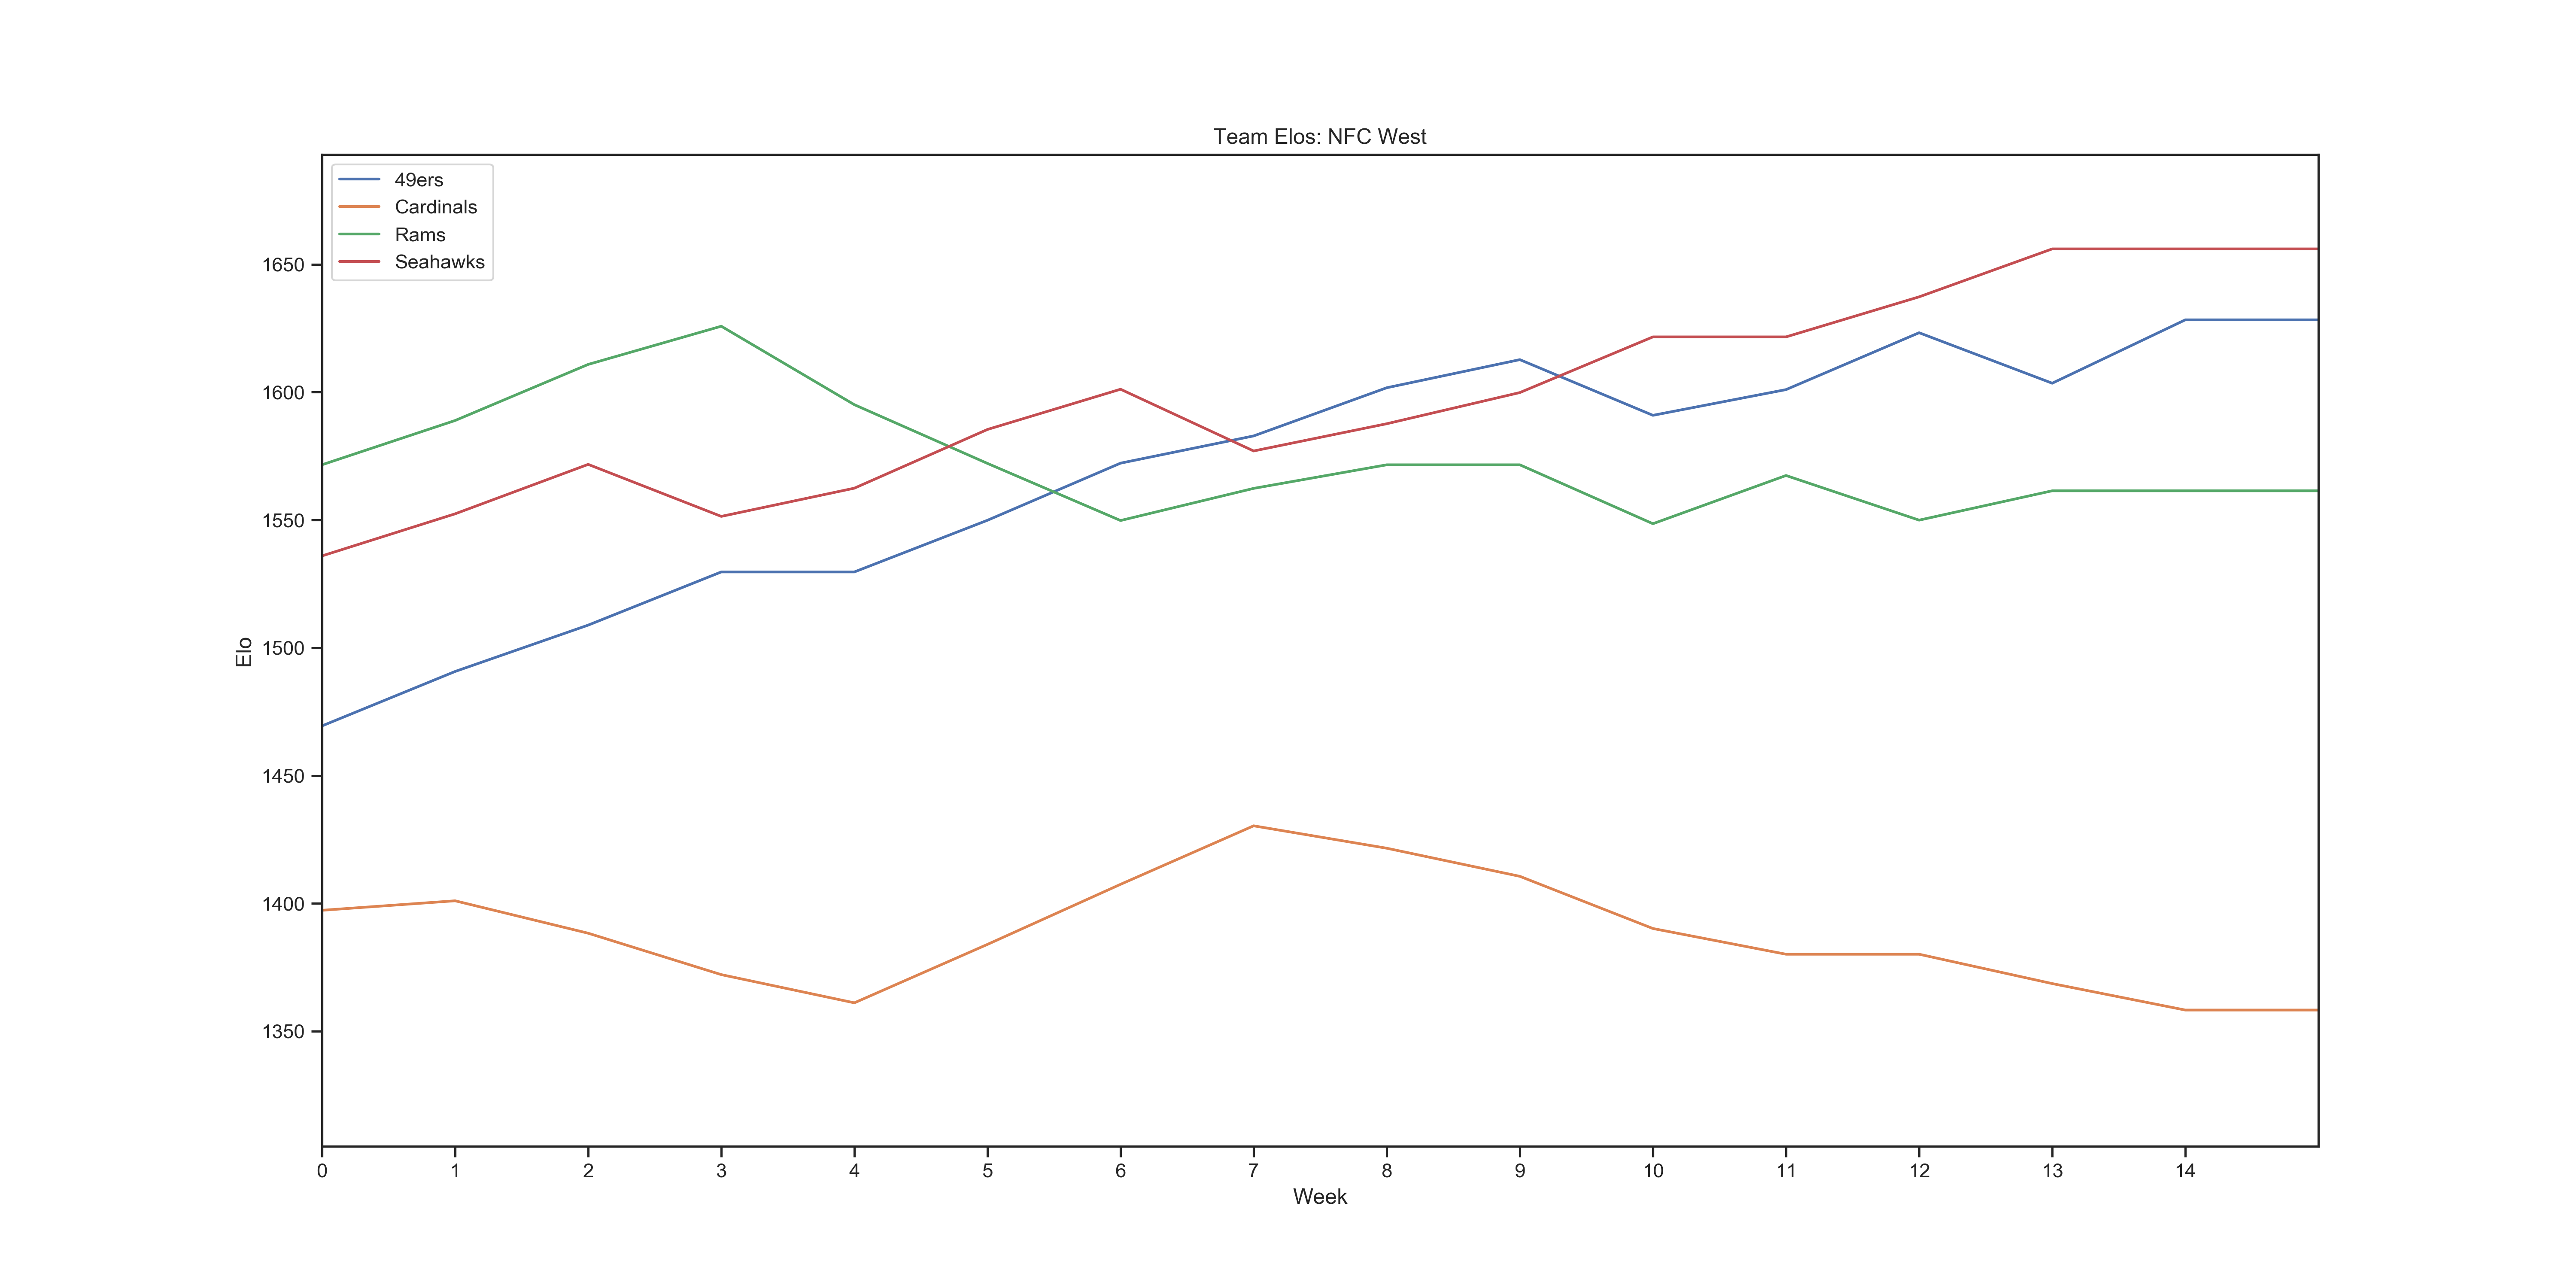 Team Elos: NFC West
49ers
Cardinals
Rams
Seahawks
Elo
1650
1600
1550
1500
1450
1400
1350
0 1 2 3 4 5 6 7 8 9 10 11 12 13 14
Week